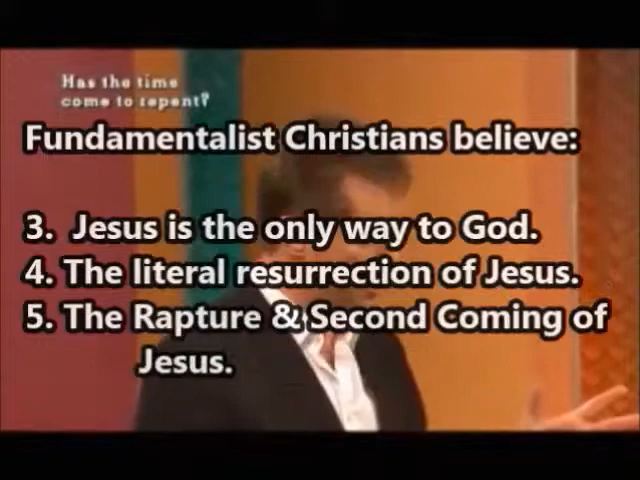 Has the time
come to repent?
Fundamentalist Christians believe:
3. Jesus is the only way to God.
4. The literal resurrection of Jesus.
5. The Rapture & Second Coming of
Jesus.